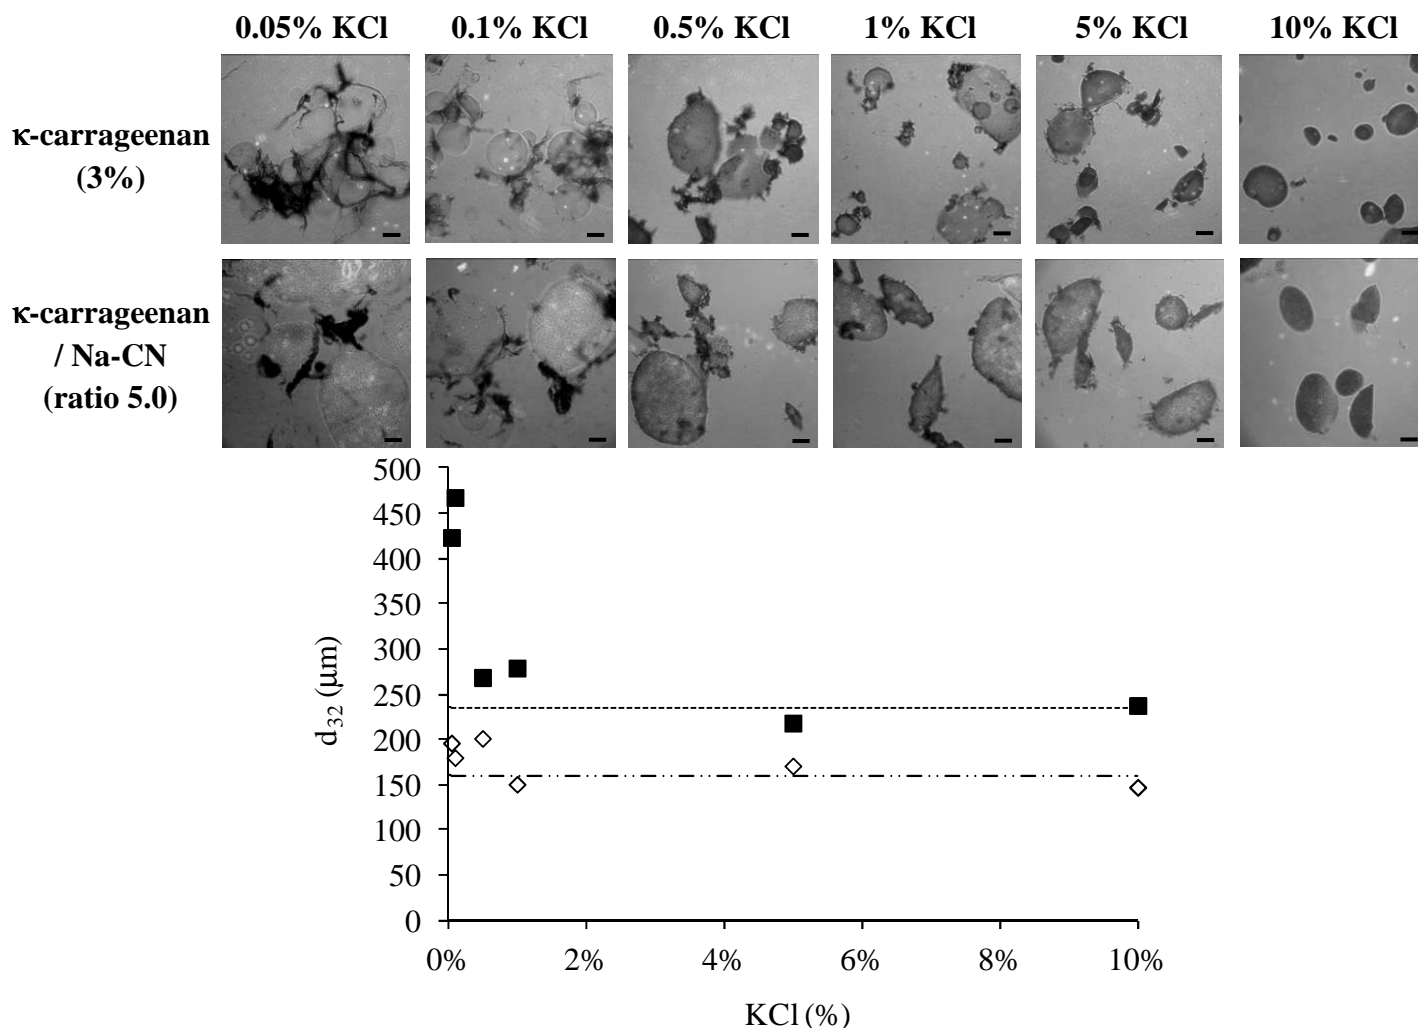 0.05% KCl 0.1% KCl 0.5% KCl 1% KCl 5% KCl 10% KCl
κ-carrageenan
(3%)
κ-carrageenan
/ Na-CN
(ratio 5.0)
500
450
400
350
300
250
200
150
100
50
0
d32 (μm)
0% 2% 4% 6% 8% 10%
KCl (%)